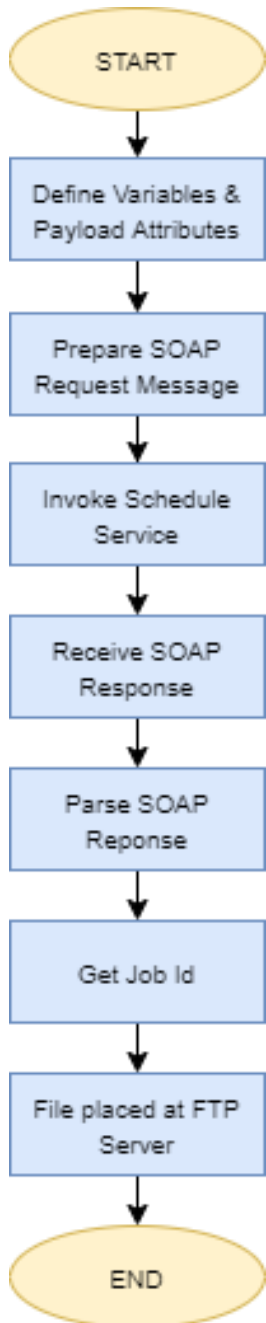 START
Define Variables &
Payload Attributes
Prepare SOAP
Request Message
Invoke Schedule
Service
Receive SOAP
Response
Parse SOAP
Reponse
Get Job Id
File placed at FTP
Server
END